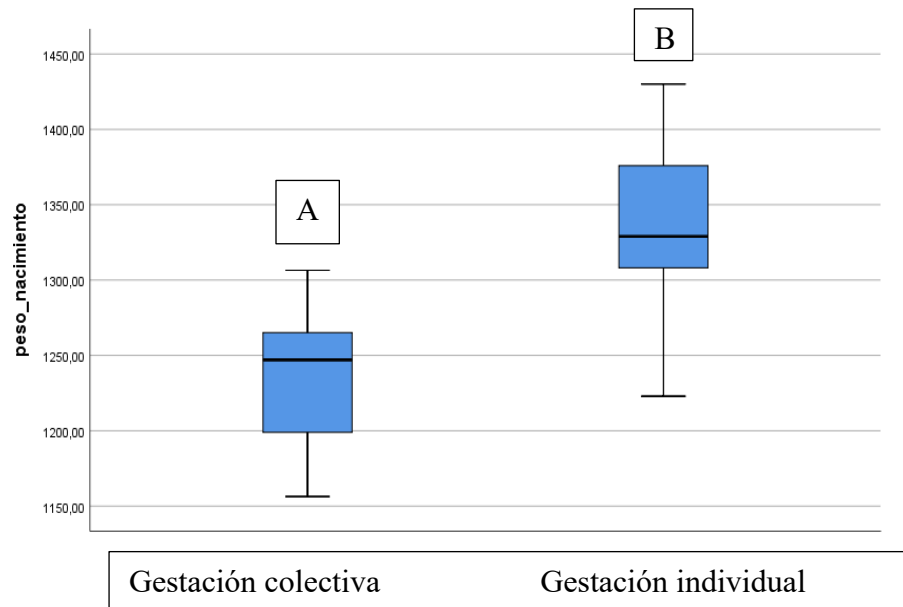 B
1450,00
1400,00
A
1350,00
1300,00
1250,00
1200,00
1150,00
peso_nacimiento
Gestación colectiva Gestación individual